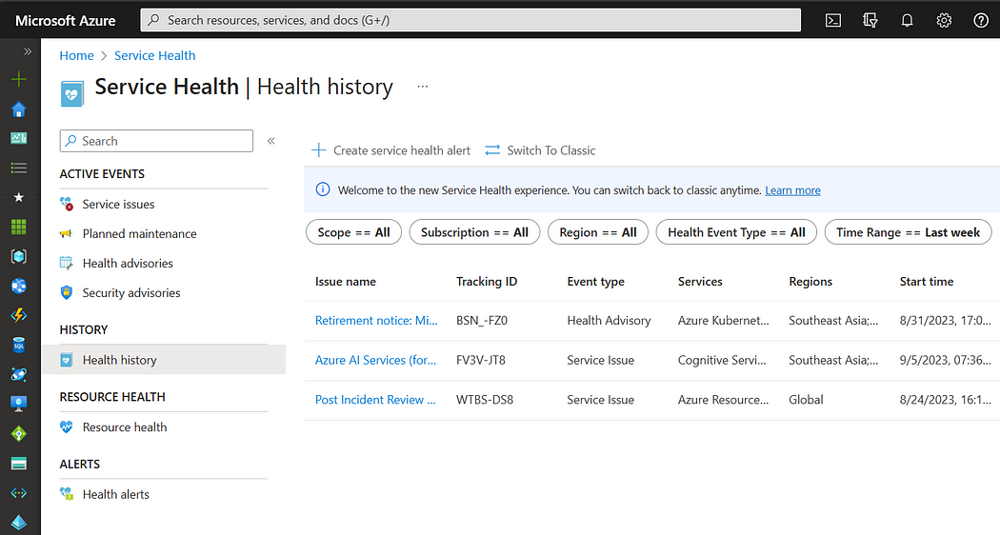 Microsoft Azure
Search resources, services, and docs (G+/)
Home > Service Health
Service Health | Health history ...
Search
ACTIVE EVENTS
Service issues
Planned maintenance
Health advisories
Security advisories
HISTORY
Health history
RESOURCE HEALTH
Resource health
ALERTS
Health alerts
Create service health alert Switch To Classic
Welcome to the new Service Health experience. You can switch back to classic anytime. Learn more
Scope == All Subscription == All Region == All Health Event Type == All Time Range == Last week
Issue name Tracking ID Event type Services Regions Start time
Retirement notice: Mi... BSN_-FZ0 Health Advisory Azure Kubernet... Southeast Asia;... 8/31/2023, 17:0...
Azure AI Services (for... FV3V-JT8 Service Issue Cognitive Servi... Southeast Asia;... 9/5/2023, 07:36...
Post Incident Review ... WTBS-DS8 Service Issue Azure Resource... Global 8/24/2023, 16:1...